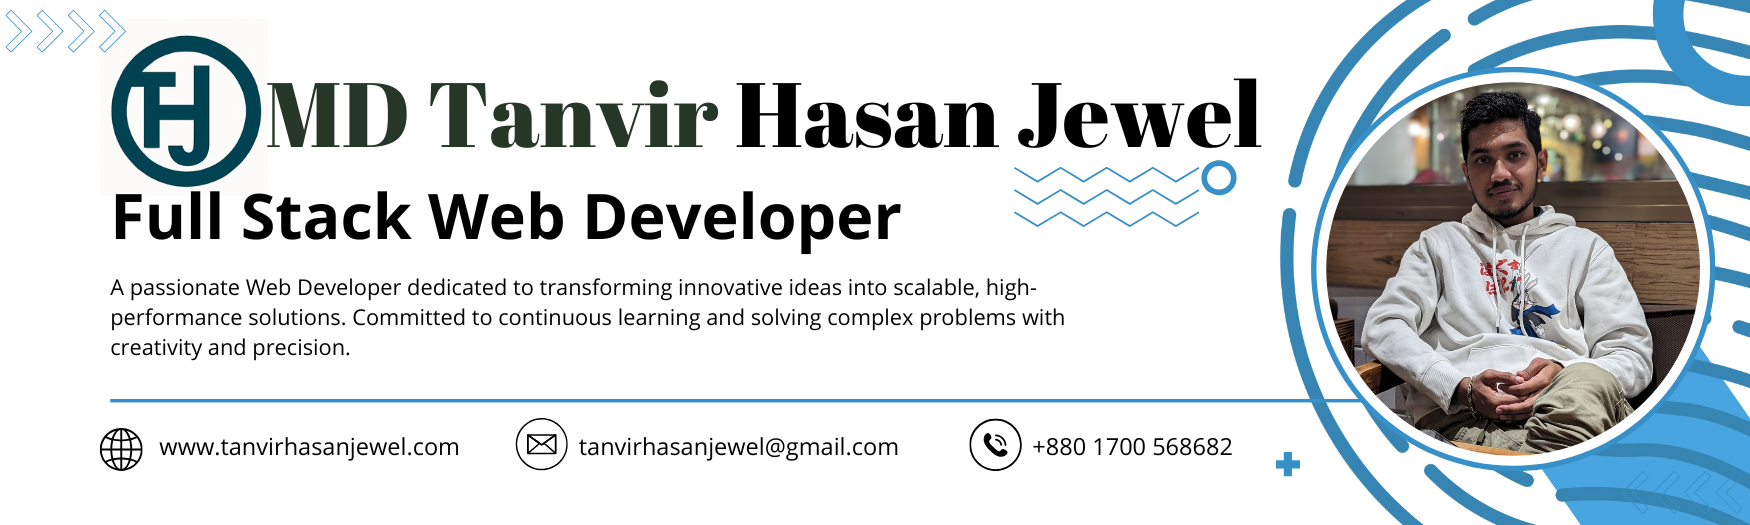 THJ
MD Tanvir Hasan Jewel
Full Stack Web Developer
A passionate Web Developer dedicated to transforming innovative ideas into scalable, high-
performance solutions. Committed to continuous learning and solving complex problems with
creativity and precision.
www.tanvirhasanjewel.com
tanvirhasanjewel@gmail.com
+880 1700 568682